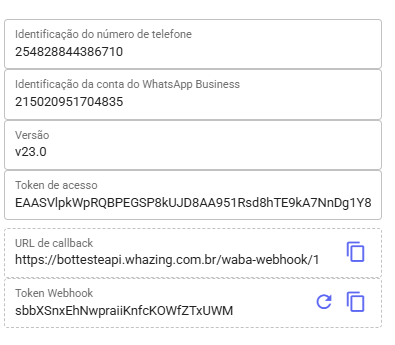 Identificação do número de telefone
254828844386710
Identificação da conta do WhatsApp Business
215020951704835
Versão
v23.0
Token de acesso
EAASVlpkWpRQBPEGSP8kUJD8AA951Rsd8hTE9kA7NnDg1Y8
URL de callback
https://bottesteapi.whazing.com.br/waba-webhook/1
Token Webhook
sbbXSnxEhNwpraiiKnfcKOWfZTxUWM